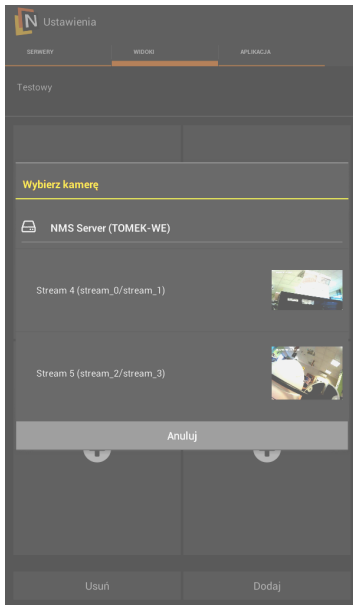 N Ustawienia
SERWERY WIDOKI APLIKACJA
Testowy
Wybierz kamerę
NMS Server (TOMEK-WE)
Stream 4 (stream_0/stream_1)
Stream 5 (stream_2/stream_3)
Anuluj
Usuń Dodaj